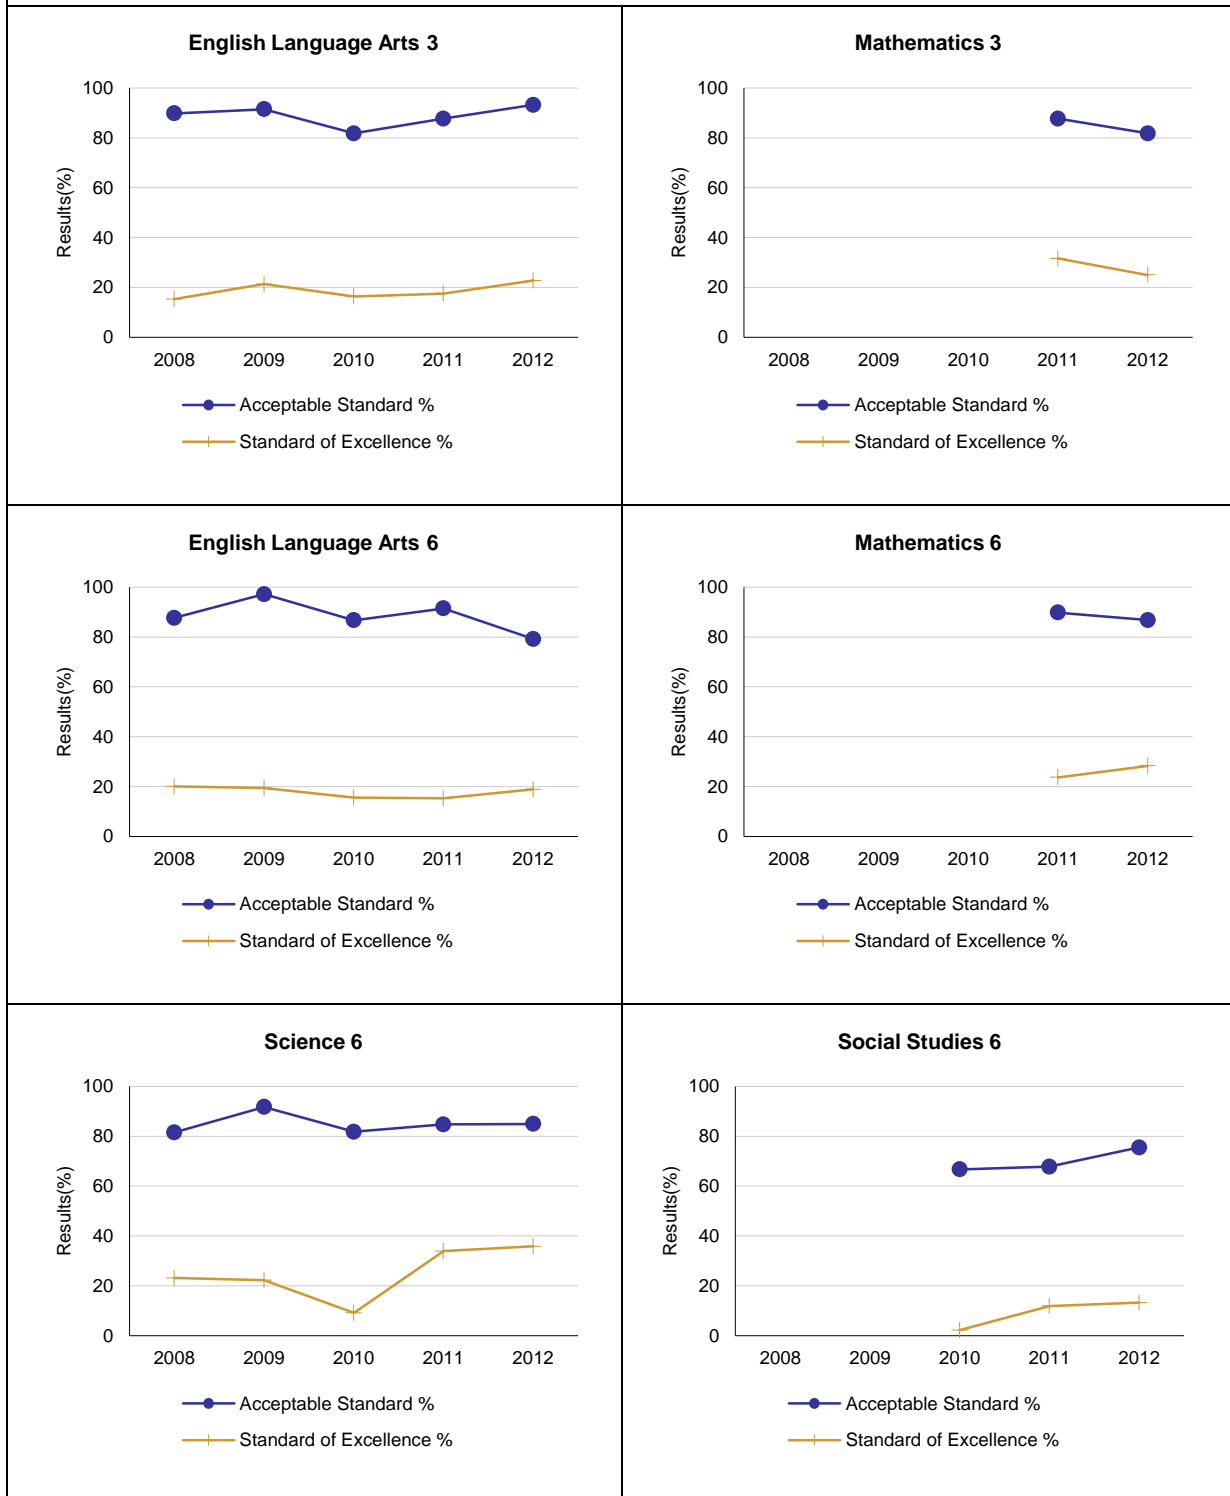 English Language Arts 3
100
80
60
40
20
0
Results(%)
2008 2009 2010 2011 2012
Acceptable Standard %
Standard of Excellence %
Mathematics 3
100
80
60
40
20
0
Results(%)
2008 2009 2010 2011 2012
Acceptable Standard %
Standard of Excellence %
English Language Arts 6
100
80
60
40
20
0
Results(%)
2008 2009 2010 2011 2012
Acceptable Standard %
Standard of Excellence %
Mathematics 6
100
80
60
40
20
0
Results(%)
2008 2009 2010 2011 2012
Acceptable Standard %
Standard of Excellence %
Science 6
100
80
60
40
20
0
Results(%)
2008 2009 2010 2011 2012
Acceptable Standard %
Standard of Excellence %
Social Studies 6
100
80
60
40
20
0
Results(%)
2008 2009 2010 2011 2012
Acceptable Standard %
Standard of Excellence %